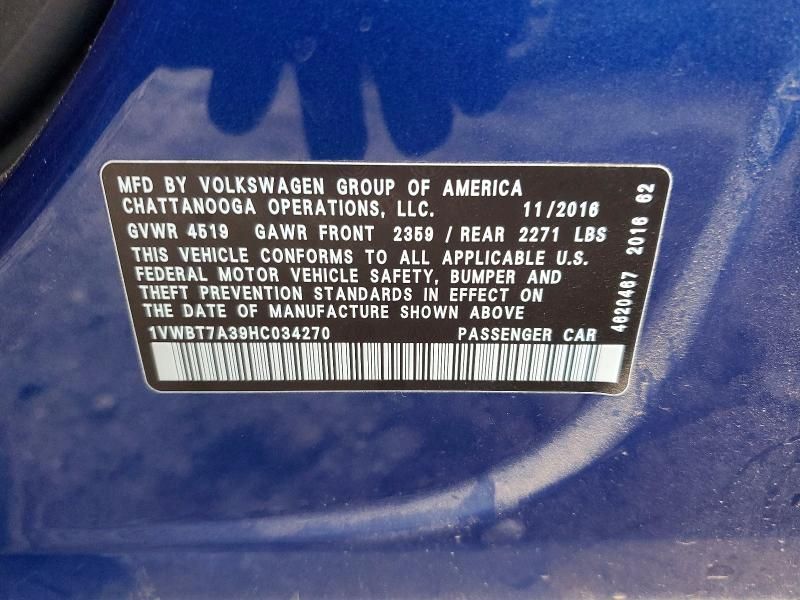 MFD BY VOLKSWAGEN GROUP OF AMERICA
CHATTANOOGA OPERATIONS, LLC. 11/2016
GVWR 4519 GAWR FRONT 2359 / REAR 2271 LBS
THIS VEHICLE CONFORMS TO ALL APPLICABLE U.S.
FEDERAL MOTOR VEHICLE SAFETY, BUMPER AND
THEFT PREVENTION STANDARDS IN EFFECT ON
THE DATE OF MANUFACTURE SHOWN ABOVE
1VWBT7A39HC034270 PASSENGER CAR
4620467 2016 62